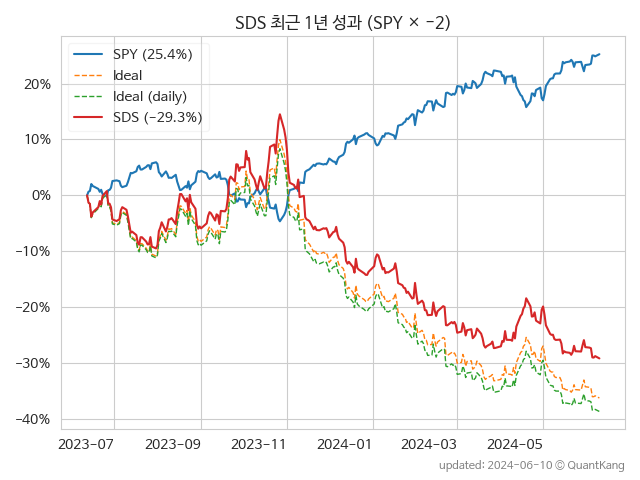 SDS 최근 1년 성과 (SPY × −2)
SPY (25.4%)
Ideal
Ideal (daily)
SDS (−29.3%)
20%
10%
0%
−10%
−20%
−30%
−40%
2023-07 2023-09 2023-11 2024-01 2024-03 2024-05
updated: 2024-06-10 © QuantKang